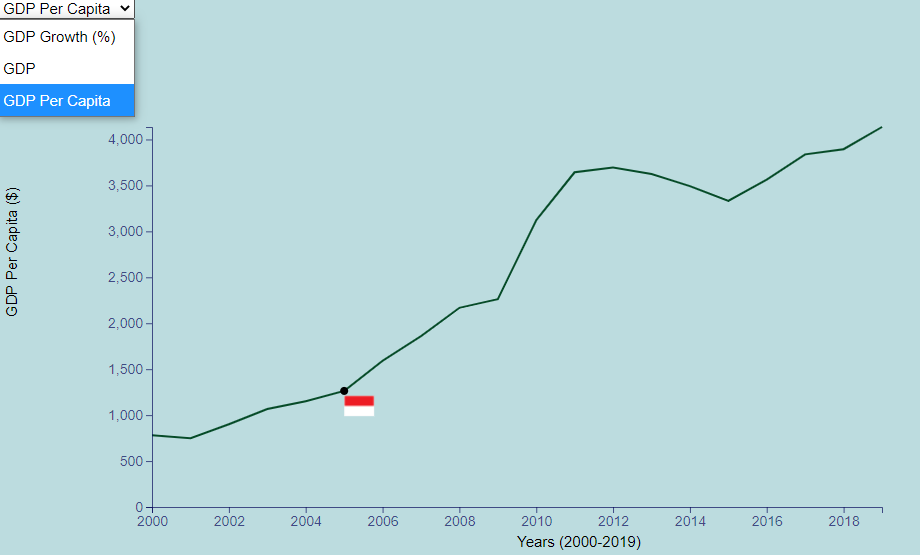 GDP Per Capita
GDP Growth (%)
GDP
GDP Per Capita
GDP Per Capita ($)
4,000
3,500
3,000
2,500
2,000
1,500
1,000
500
0
2000 2002 2004 2006 2008 2010 2012 2014 2016 2018
Years (2000-2019)